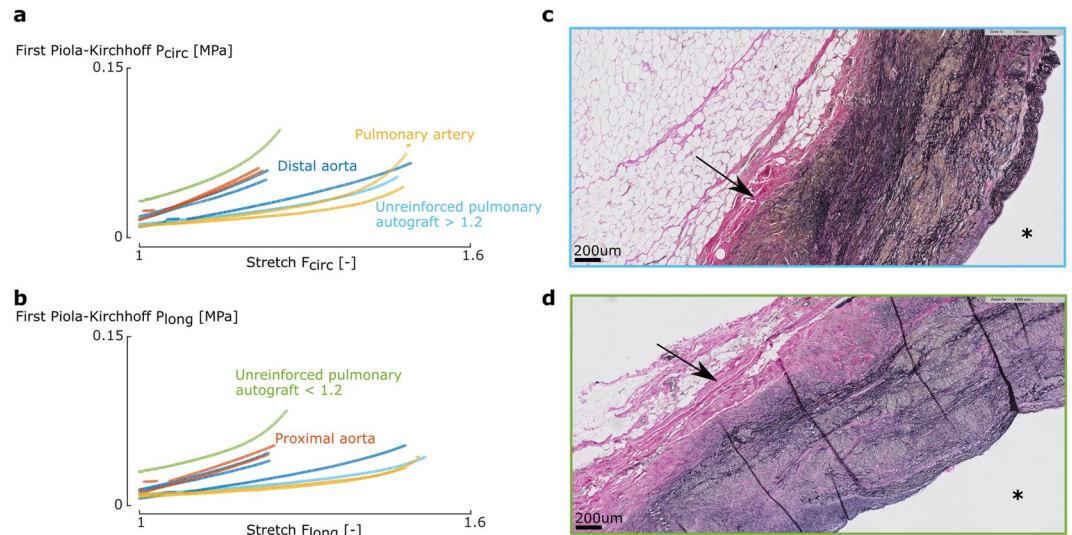 a
First Piola-Kirchhoff Pcirc [MPa]
0.15
Pulmonary artery
Distal aorta
Unreinforced pulmonary
autograft > 1.2
0
1
1.6
Stretch Fcirc [-]
b
First Piola-Kirchhoff Plong [MPa]
0.15
Unreinforced pulmonary
autograft < 1.2
Proximal aorta
0
1
1.6
Stretch Flong [-]
c
*
200um
d
*
200um